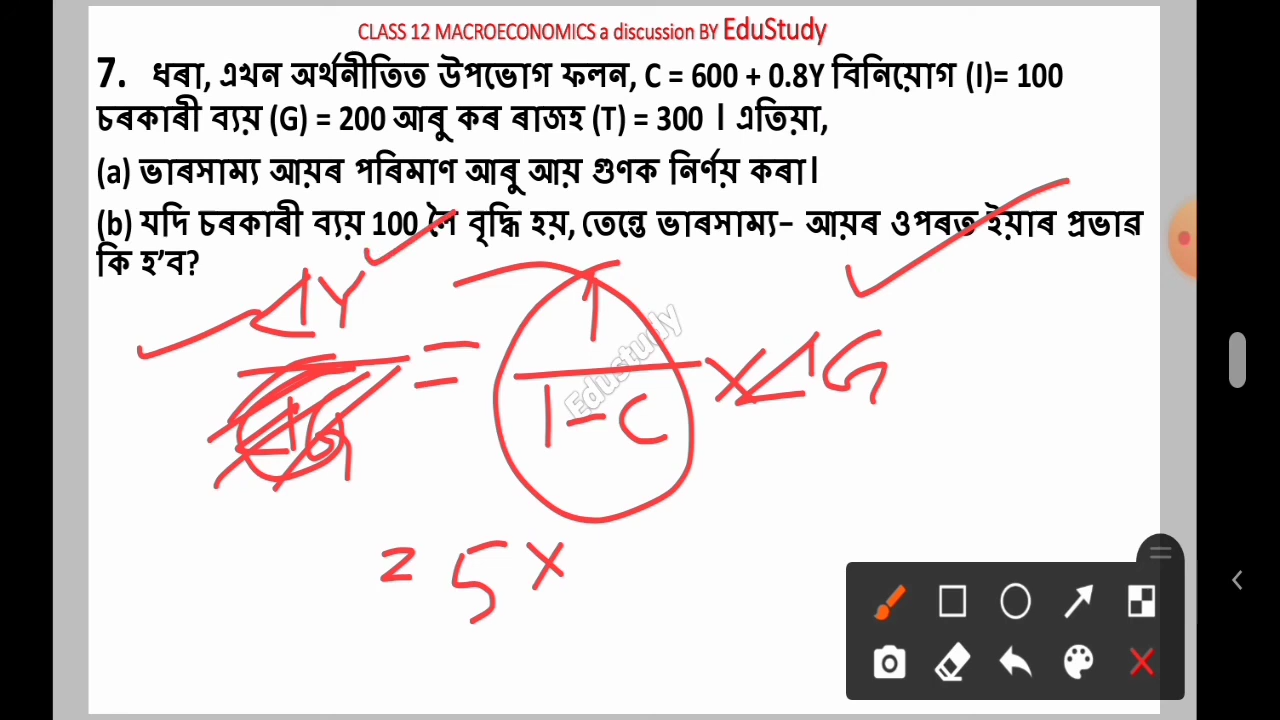 CLASS 12 MACROECONOMICS a discussion BY EduStudy
7. ধৰা, এখন অৰ্থনীতিত উপভোগ ফলন, C = 600 + 0.8Y বিনিয়োগ (I)= 100
চৰকাৰী ব্যয় (G) = 200 আৰু কৰ ৰাজহ (T) = 300 । এতিয়া,
(a) ভাৰসাম্য আয়ৰ পৰিমাণ আৰু আয় গুণক নিৰ্ণয় কৰা।
(b) যদি চৰকাৰী ব্যয় 100 লৈ বৃদ্ধি হয়, তেন্তে ভাৰসাম্য– আয়ৰ ওপৰত ইয়াৰ প্ৰভাৱ
কি হ'ব?
ΔY = 1 / 1 - C × ΔG
Edustudy
= 5 ×